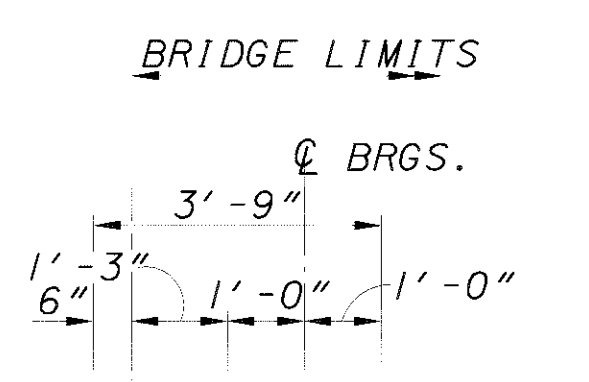 BRIDGE LIMITS
℄ BRGS.
3'-9"
1'-3"
6"
1'-0"
1'-0"